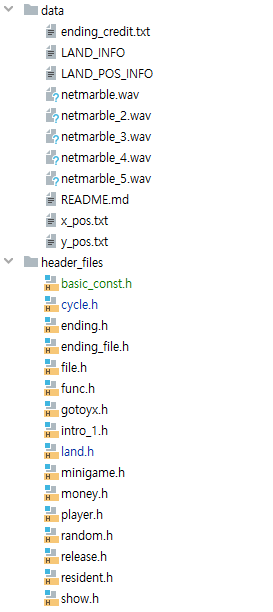 data
ending_credit.txt
LAND_INFO
LAND_POS_INFO
netmarble.wav
netmarble_2.wav
netmarble_3.wav
netmarble_4.wav
netmarble_5.wav
README.md
x_pos.txt
y_pos.txt
header_files
basic_const.h
cycle.h
ending.h
ending_file.h
file.h
func.h
gotoyx.h
intro_1.h
land.h
minigame.h
money.h
player.h
random.h
release.h
resident.h
show.h